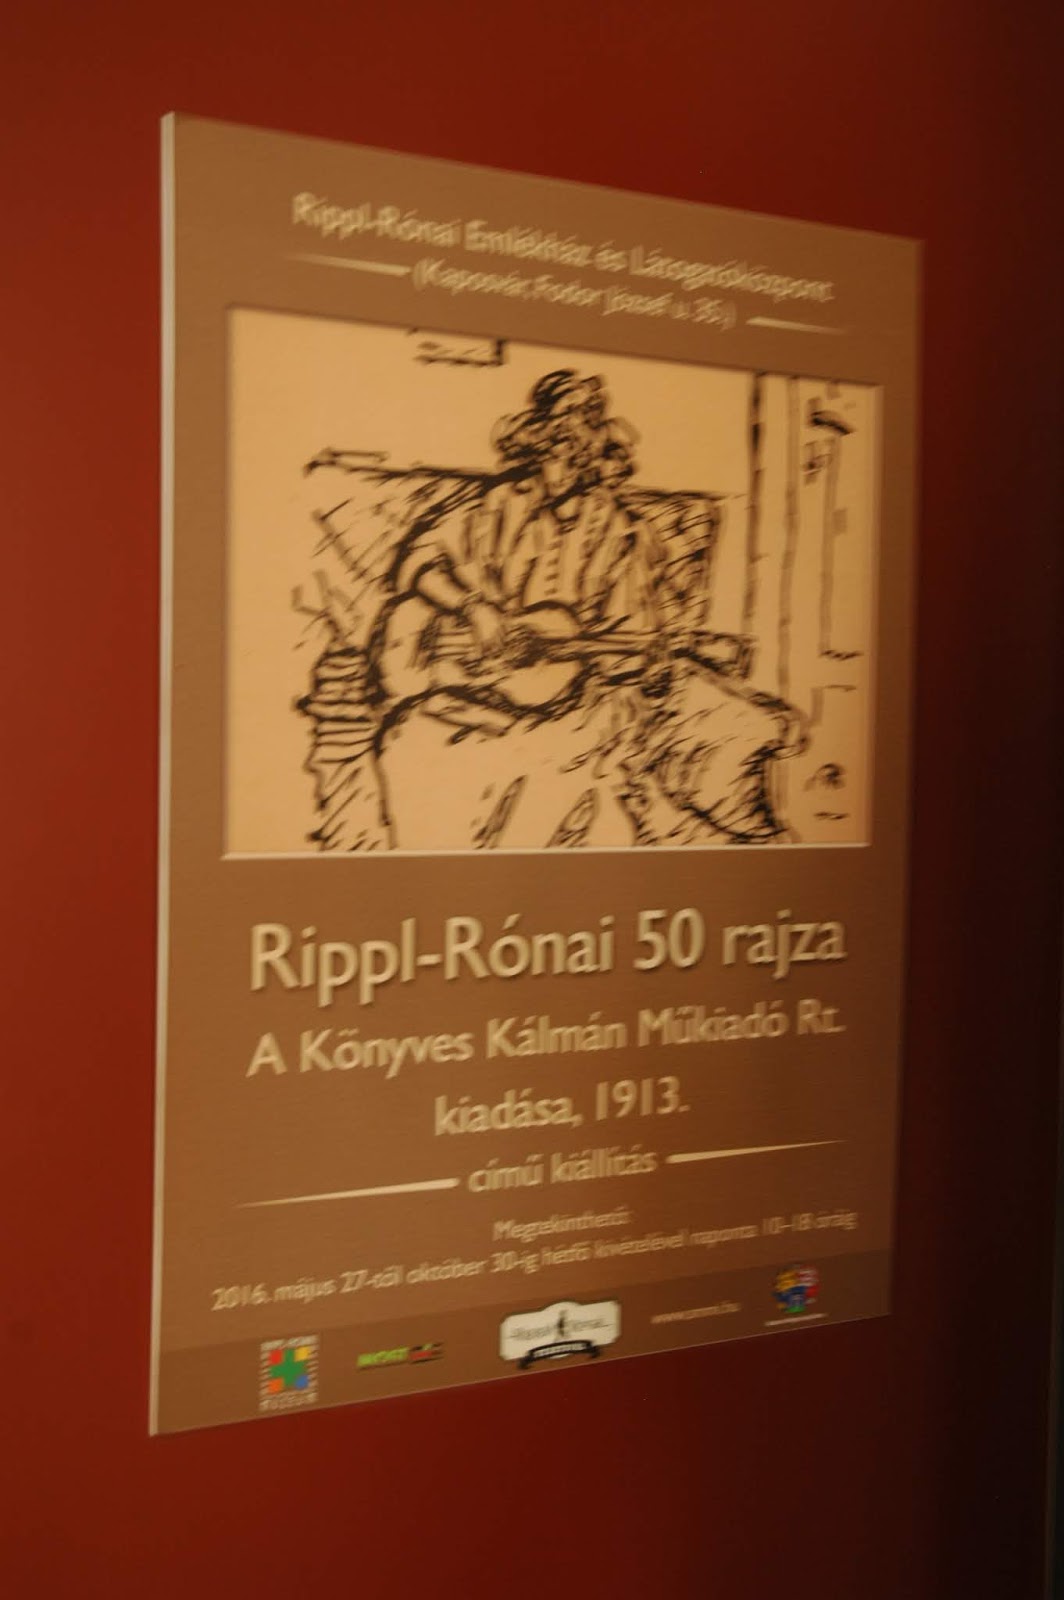 Rippl-Rónai Emlékház és Látogatóközpont
(Kaposvár, Fodor József u. 35.)
Rippl-Rónai 50 rajza
A Könyves Kálmán Műkiadó Rt.
kiadása, 1913.
című kiállítás
Megtekinthető:
2016. május 27-től október 30-ig hétfő kivételével naponta 10–18 óráig
MÚZEUM